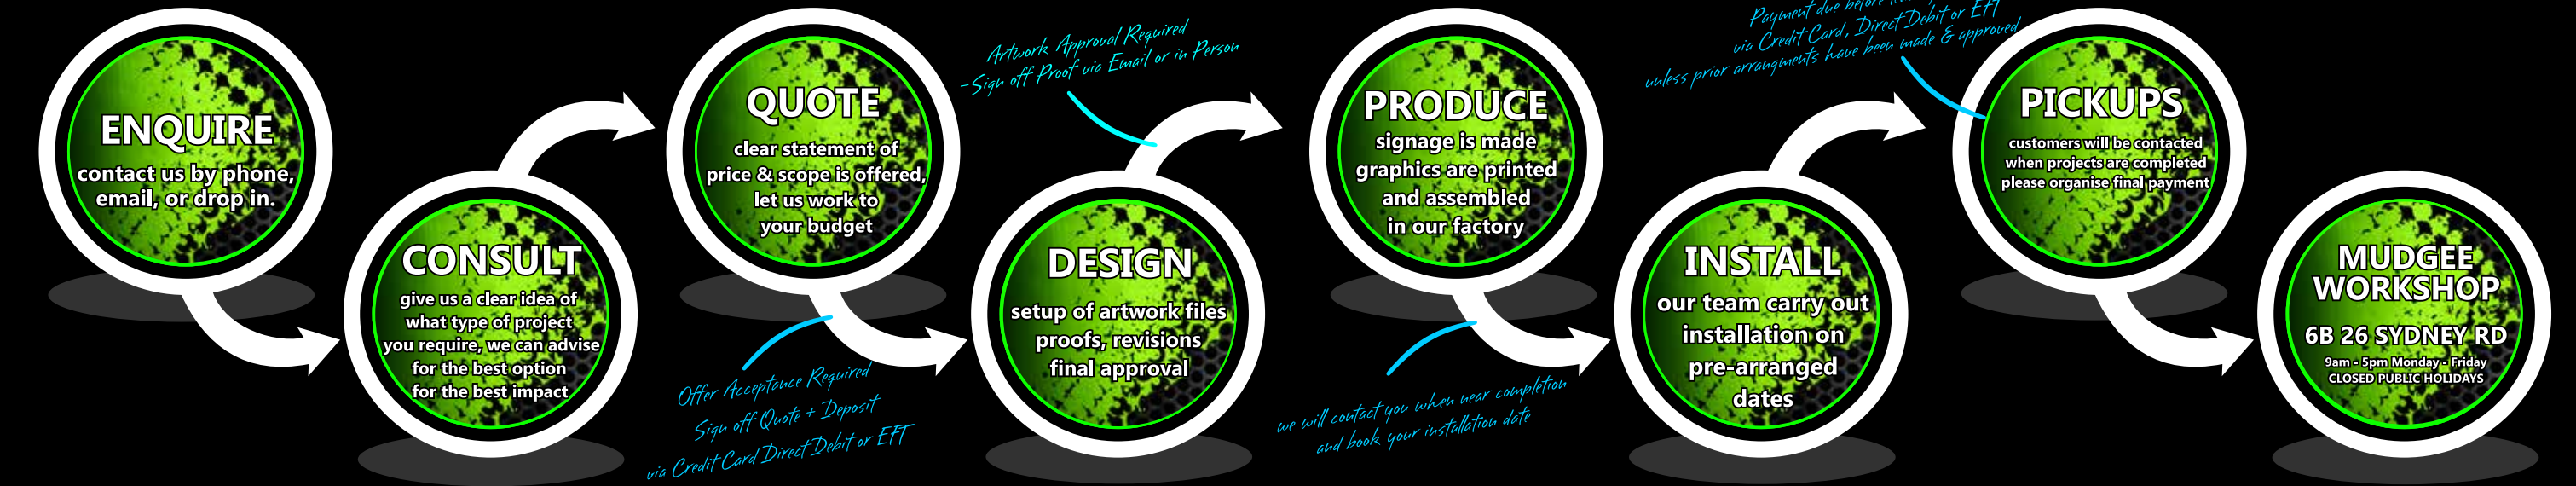 ENQUIRE
contact us by phone,
email, or drop in.
CONSULT
give us a clear idea of
what type of project
you require, we can advise
for the best option
for the best impact
QUOTE
clear statement of
price & scope is offered,
let us work to
your budget
Offer Acceptance Required
Sign off Quote + Deposit
via Credit Card Direct Debit or EFT
DESIGN
setup of artwork files
proofs, revisions
final approval
Artwork Approval Required
-Sign off Proof via Email or in Person
PRODUCE
signage is made
graphics are printed
and assembled
in our factory
we will contact you when near completion
and book your installation date
INSTALL
our team carry out
installation on
pre-arranged
dates
Payment due before
via Credit Card, Direct Debit or EFT
unless prior arrangments have been made & approved
PICKUPS
customers will be contacted
when projects are completed
please organise final payment
MUDGEE
WORKSHOP
6B 26 SYDNEY RD
9am - 5pm Monday - Friday
CLOSED PUBLIC HOLIDAYS